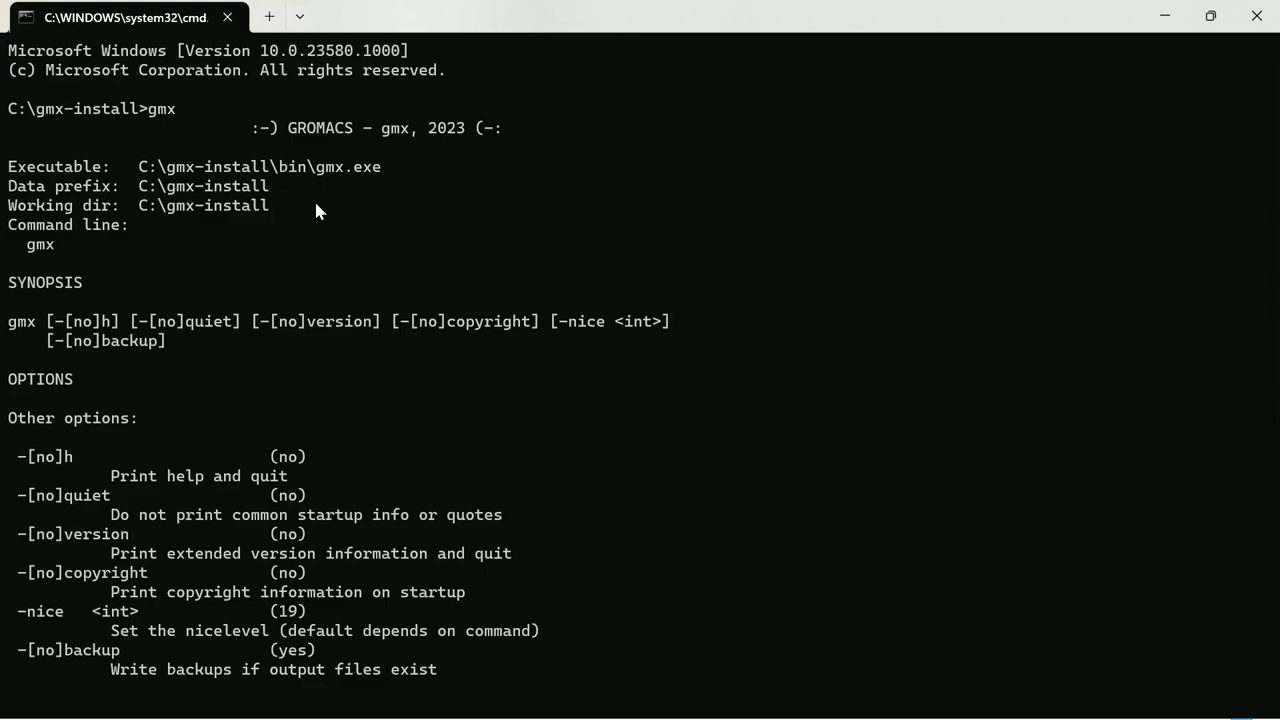 C:\WINDOWS\system32\cmd.
Microsoft Windows [Version 10.0.23580.1000]
(c) Microsoft Corporation. All rights reserved.
C:\gmx-install>gmx
:-) GROMACS - gmx, 2023 (-:
Executable:   C:\gmx-install\bin\gmx.exe
Data prefix:  C:\gmx-install
Working dir:  C:\gmx-install
Command line:
  gmx
SYNOPSIS
gmx [-[no]h] [-[no]quiet] [-[no]version] [-[no]copyright] [-nice <int>]
    [-[no]backup]
OPTIONS
Other options:
 -[no]h                     (no)
           Print help and quit
 -[no]quiet                 (no)
           Do not print common startup info or quotes
 -[no]version               (no)
           Print extended version information and quit
 -[no]copyright             (no)
           Print copyright information on startup
 -nice   <int>              (19)
           Set the nicelevel (default depends on command)
 -[no]backup                (yes)
           Write backups if output files exist